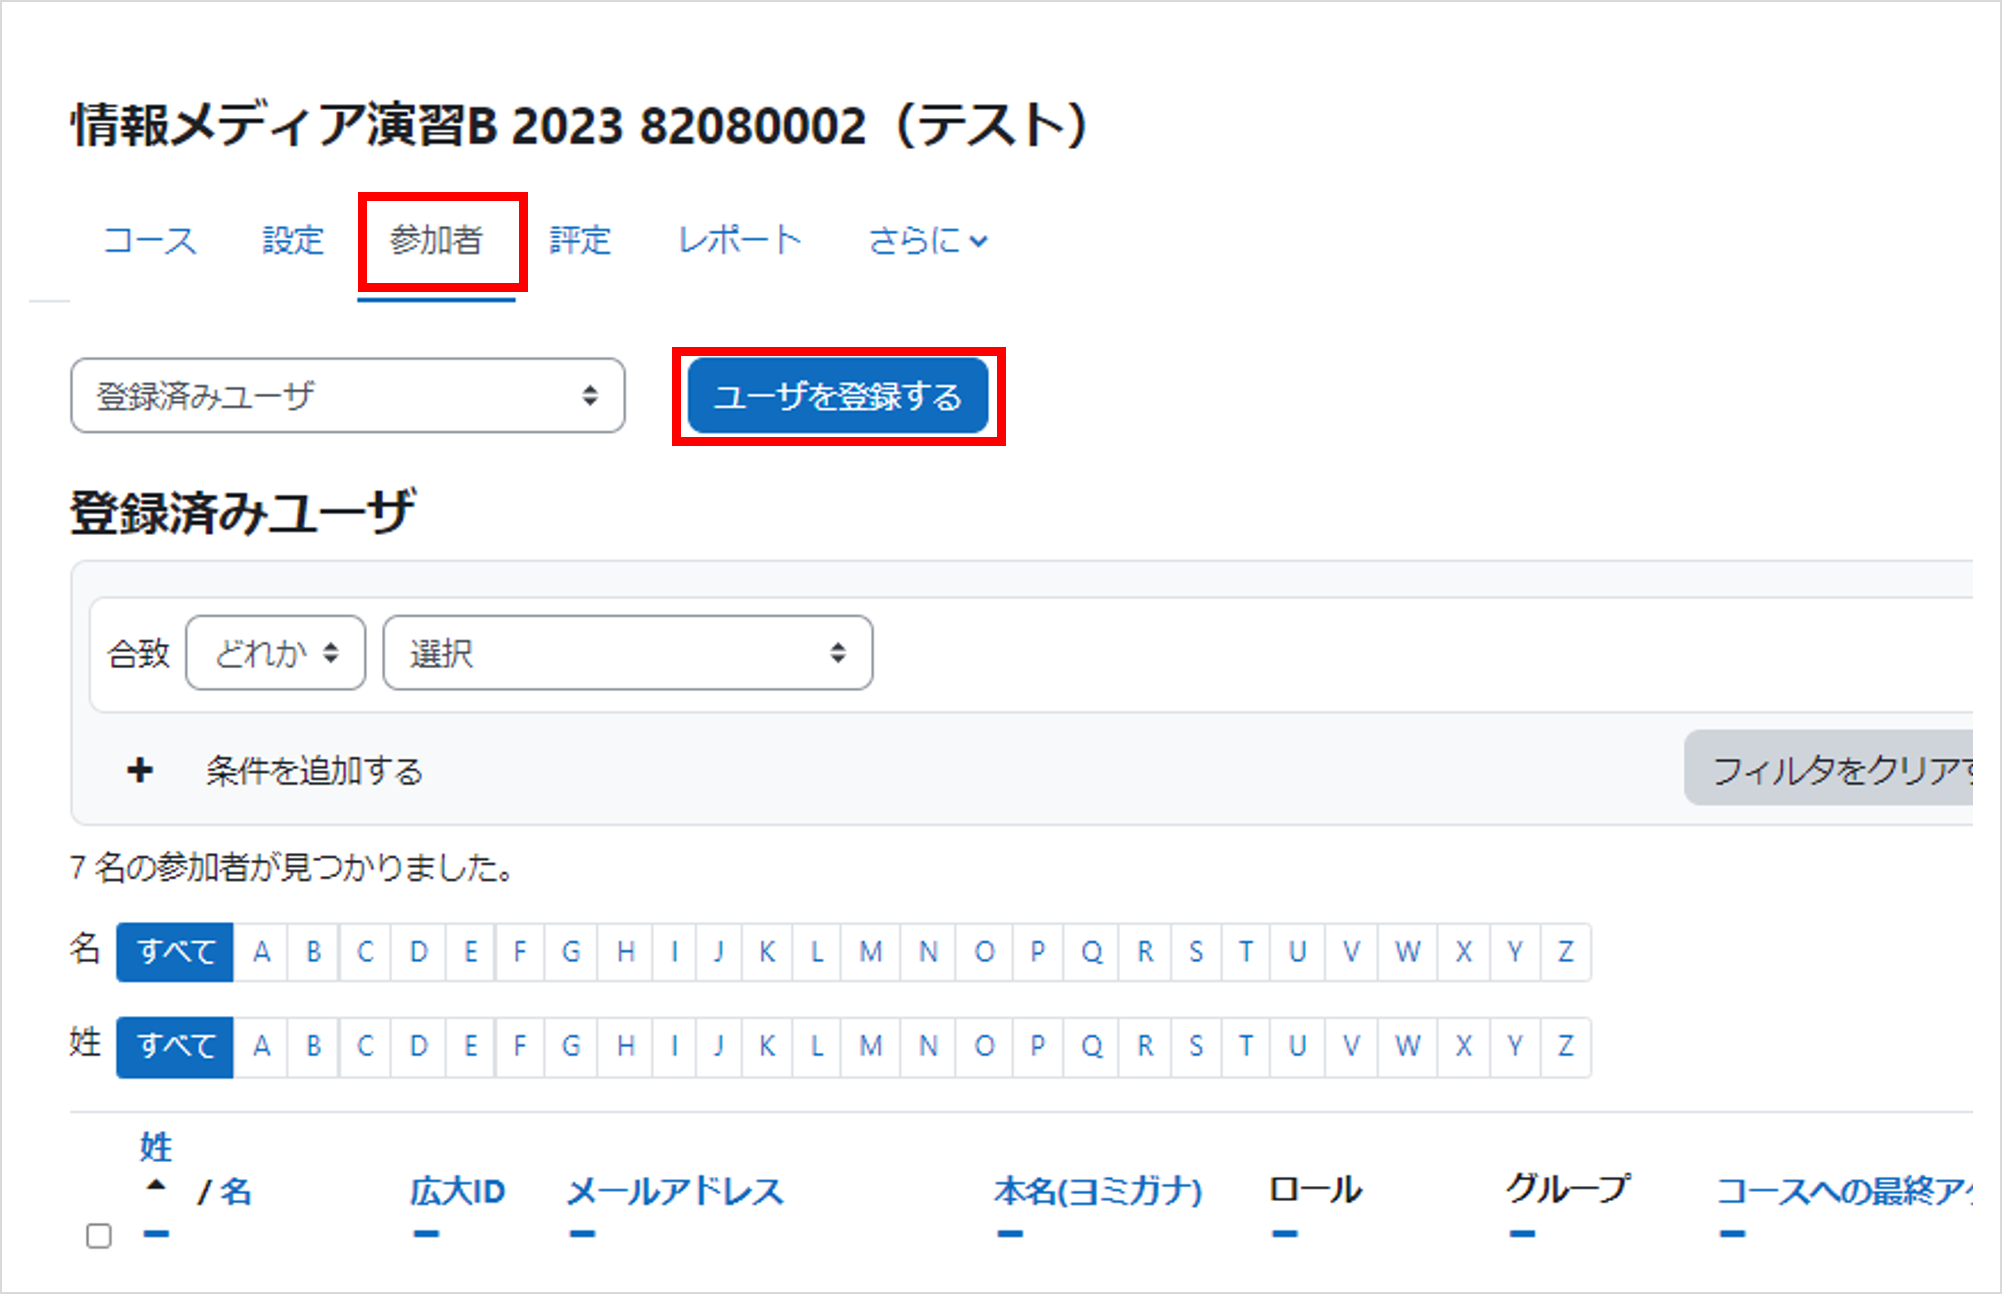 情報メディア演習B 2023 82080002（テスト）
コース 設定 参加者 評定 レポート さらに
登録済みユーザ ユーザを登録する
登録済みユーザ
合致 どれか 選択
条件を追加する フィルタをクリアす
7 名の参加者が見つかりました。
名 すべて A B C D E F G H I J K L M N O P Q R S T U V W X Y Z
姓 すべて A B C D E F G H I J K L M N O P Q R S T U V W X Y Z
姓 / 名 広大ID メールアドレス 本名(ヨミガナ) ロール グループ コースへの最終アク